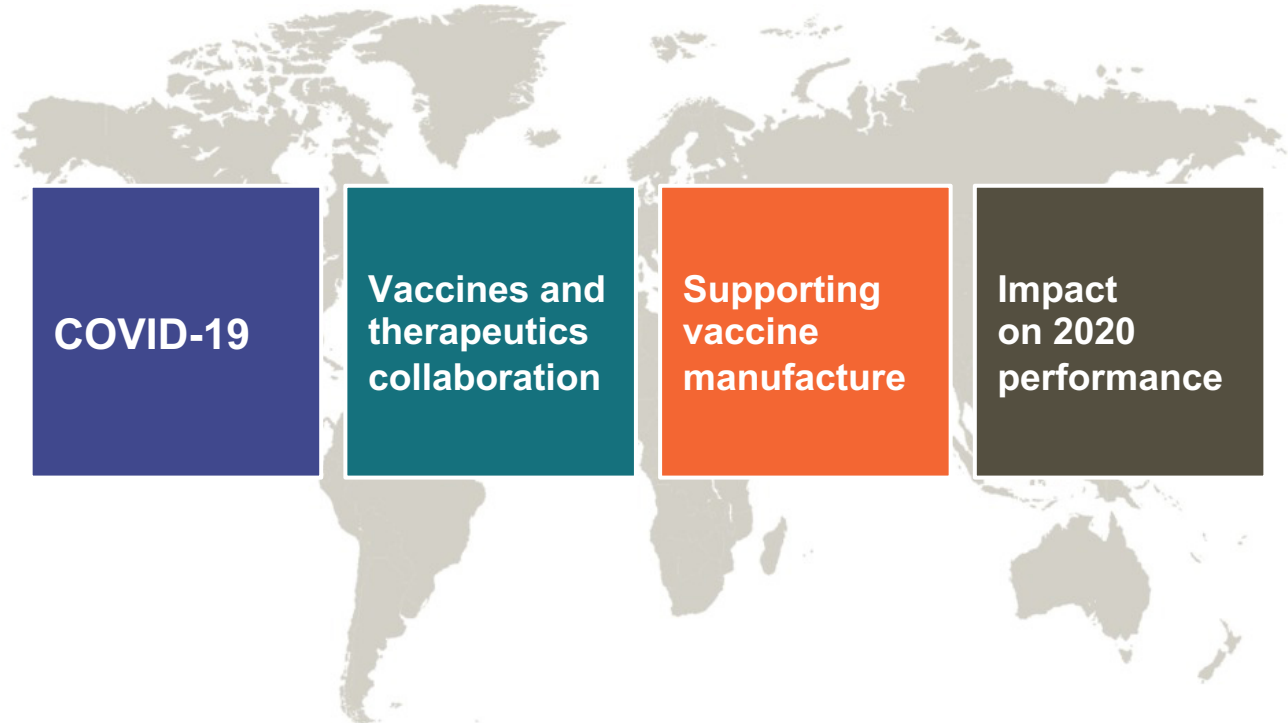 COVID-19
Vaccines and
therapeutics
collaboration
Supporting
vaccine
manufacture
Impact
on 2020
performance